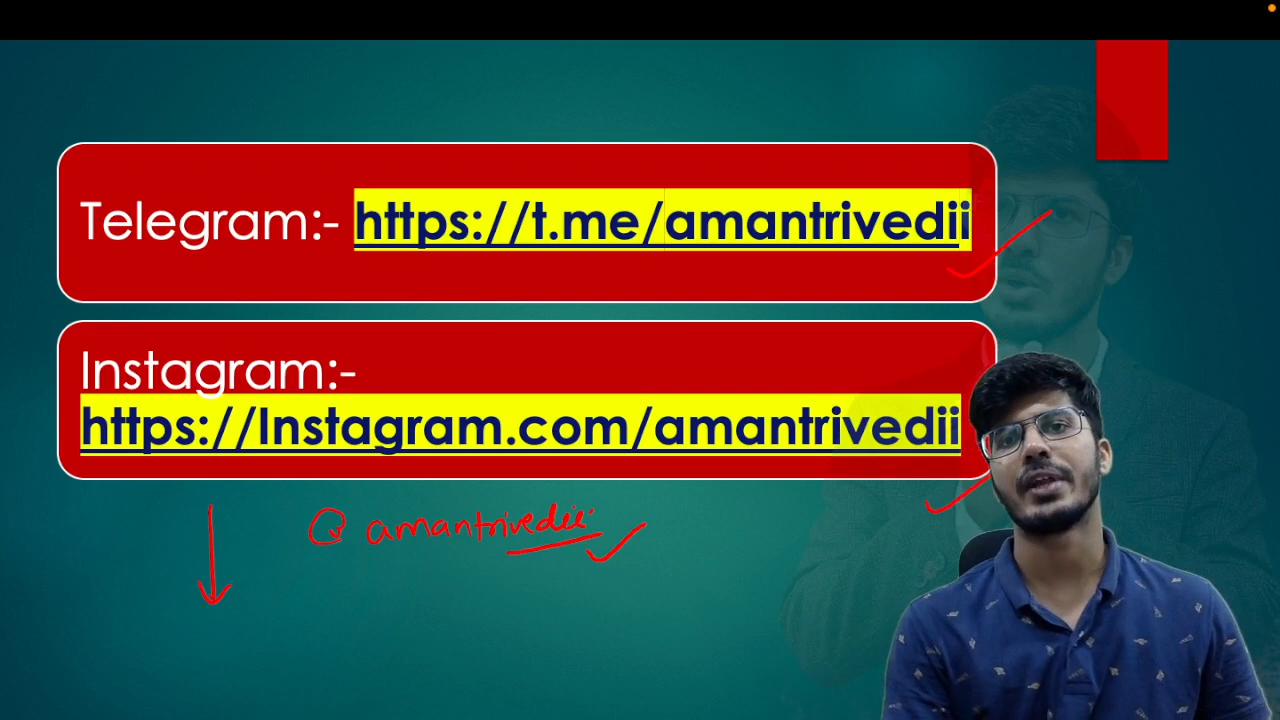 Telegram:- https://t.me/amantrivedii
Instagram:-
https://Instagram.com/amantrivedii
@ amantrivedii